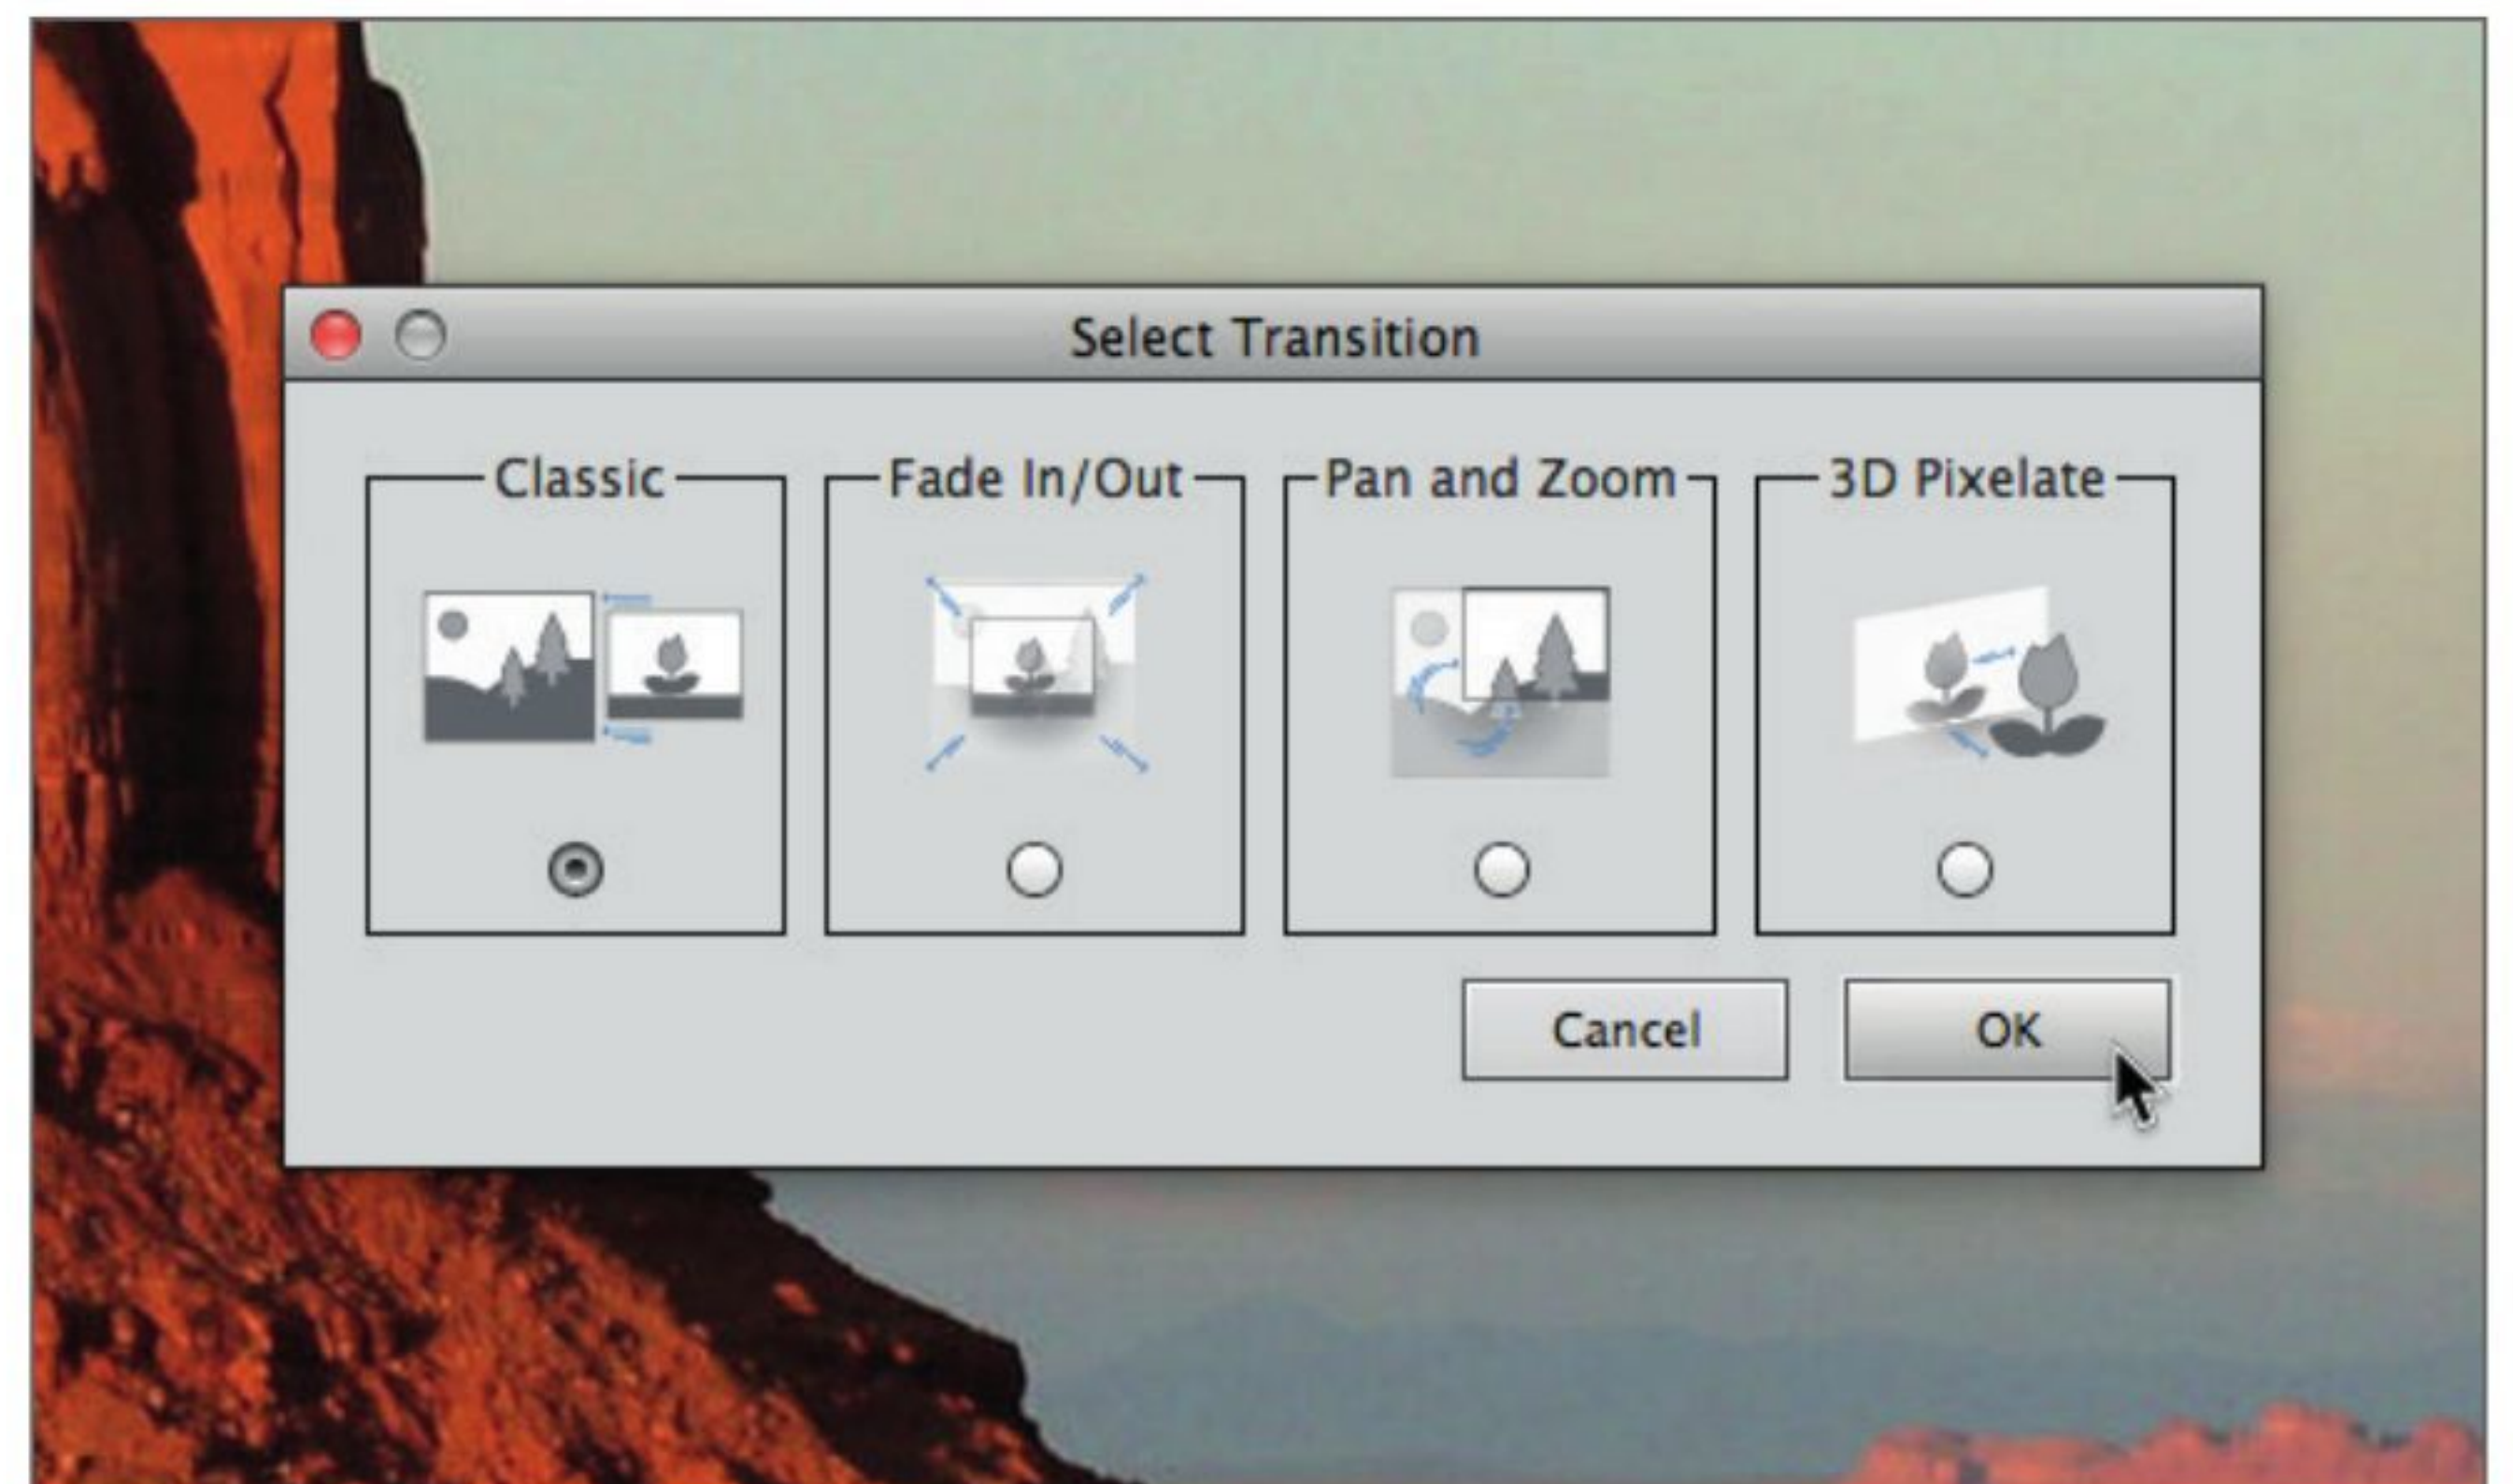 Select Transition
Classic
Fade In/Out
Pan and Zoom
3D Pixelate
Cancel
OK